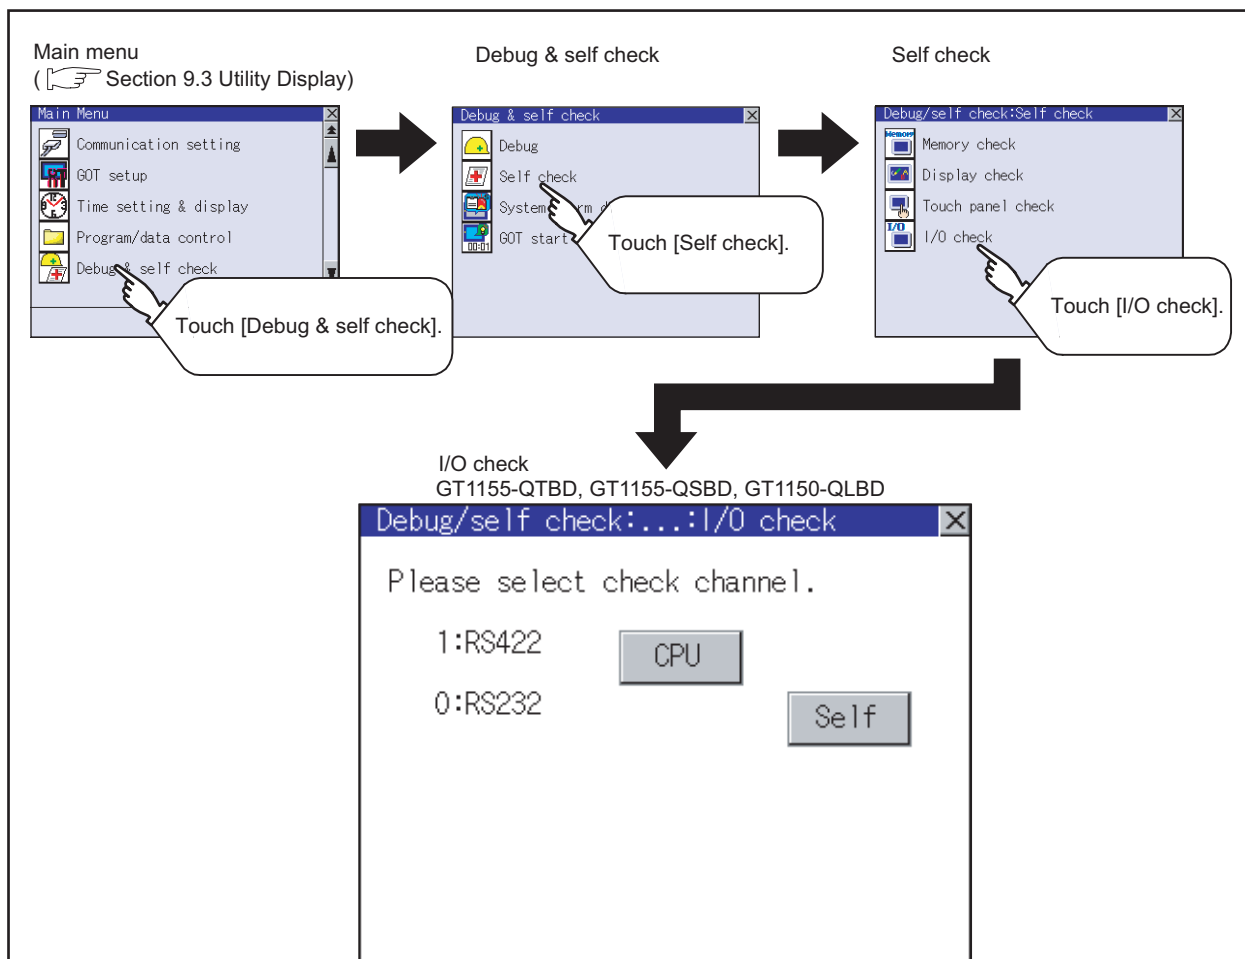 Main menu
( Section 9.3 Utility Display)
Main Menu
Communication setting
GOT setup
Time setting & display
Program/data control
Debug & self check
Touch [Debug & self check].
Debug & self check
Debug & self check
Debug
Self check
System rm d
GOT start
00:01
Touch [Self check].
Self check
Debug/self check:Self check
Memory
Memory check
Display check
Touch panel check
I/O
I/O check
Touch [I/O check].
I/O check
GT1155-QTBD, GT1155-QSBD, GT1150-QLBD
Debug/self check:...:I/O check
Please select check channel.
1:RS422
CPU
0:RS232
Self